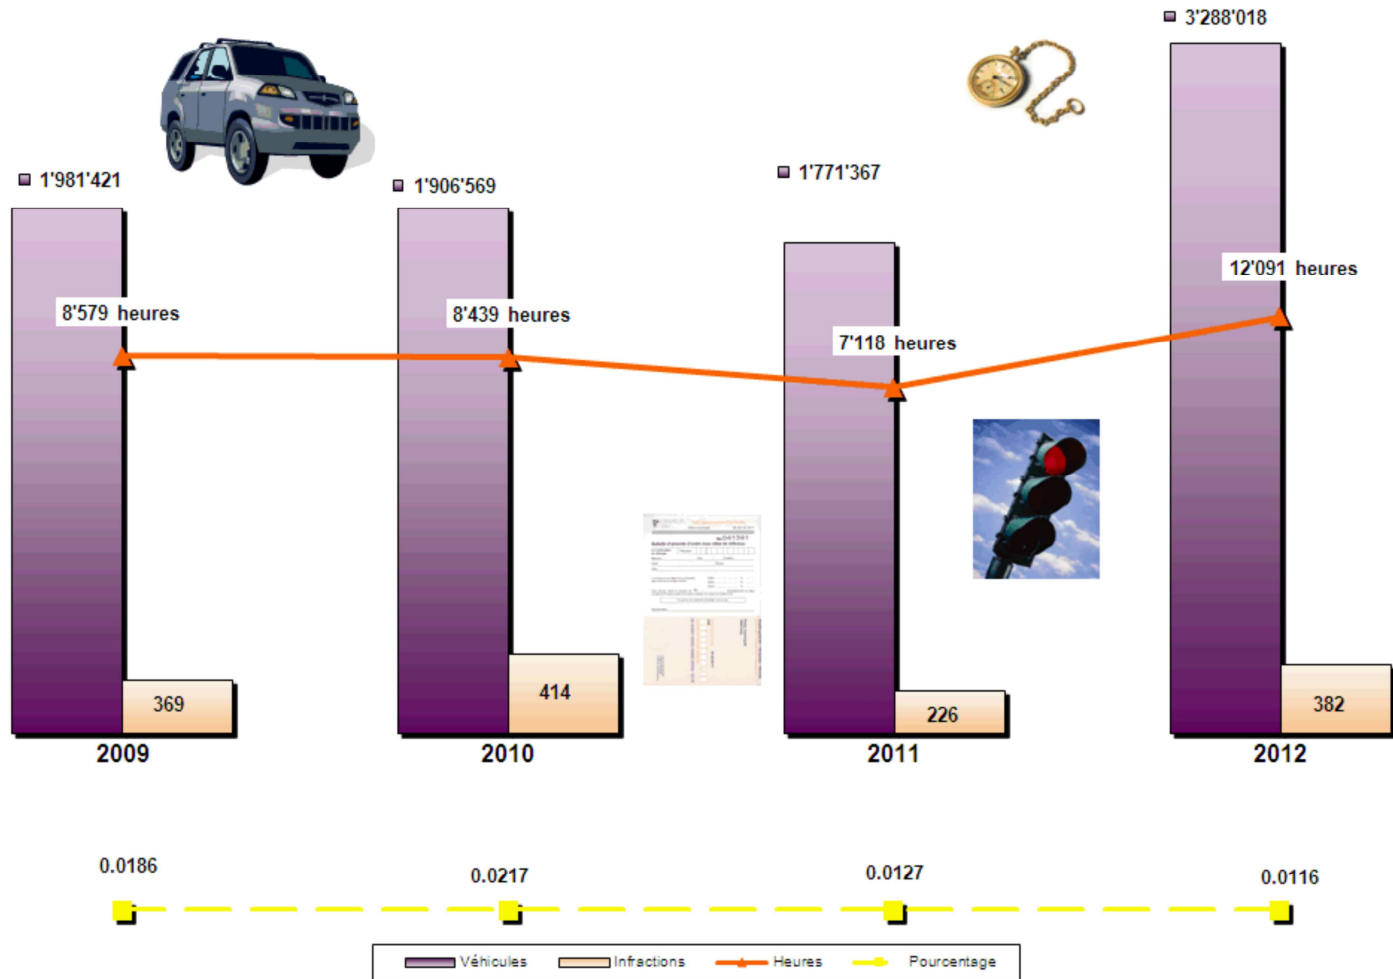 3'288'018
1'981'421
1'906'569
1'771'367
12'091 heures
8'579 heures
8'439 heures
7'118 heures
369
414
226
382
2009
2010
2011
2012
0.0186
0.0217
0.0127
0.0116
Véhicules
Infractions
Heures
Pourcentage